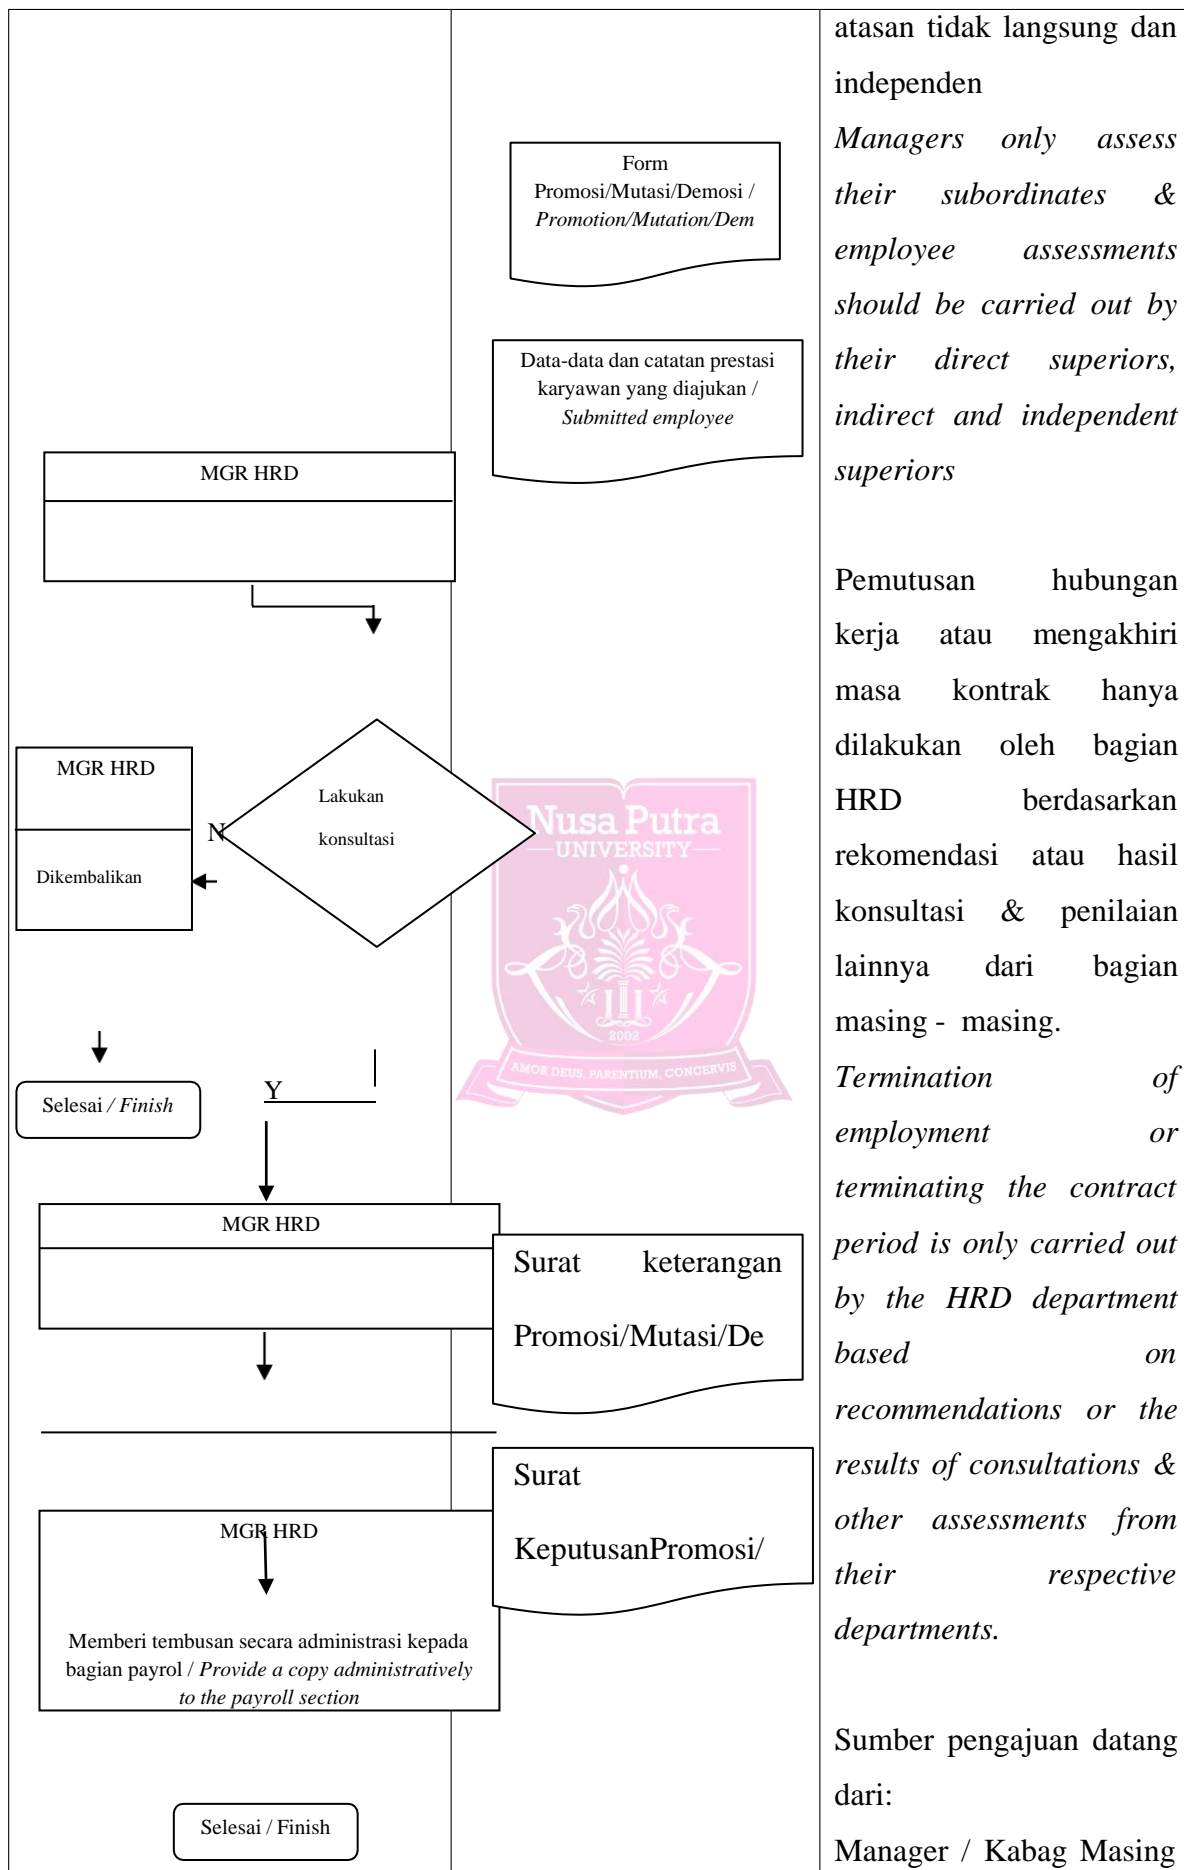 Form
Promosi/Mutasi/Demosi /
Promotion/Mutation/Dem
Data-data dan catatan prestasi
karyawan yang diajukan /
Submitted employee
MGR HRD
MGR HRD
Dikembalikan
N
Lakukan
konsultasi
Selesai / Finish
Y
MGR HRD
Surat keterangan
Promosi/Mutasi/De
Surat
KeputusanPromosi/
MGR HRD
Memberi tembusan secara administrasi kepada
bagian payrol / Provide a copy administratively
to the payroll section
Selesai / Finish
Nusa Putra
UNIVERSITY
2002
AMOR DEUS, PARENTIUM, CONCERVIS
atasan tidak langsung dan
independen
Managers only assess
their subordinates &
employee assessments
should be carried out by
their direct superiors,
indirect and independent
superiors
Pemutusan hubungan
kerja atau mengakhiri
masa kontrak hanya
dilakukan oleh bagian
HRD berdasarkan
rekomendasi atau hasil
konsultasi & penilaian
lainnya dari bagian
masing - masing.
Termination of
employment or
terminating the contract
period is only carried out
by the HRD department
based on
recommendations or the
results of consultations &
other assessments from
their respective
departments.
Sumber pengajuan datang
dari:
Manager / Kabag Masing